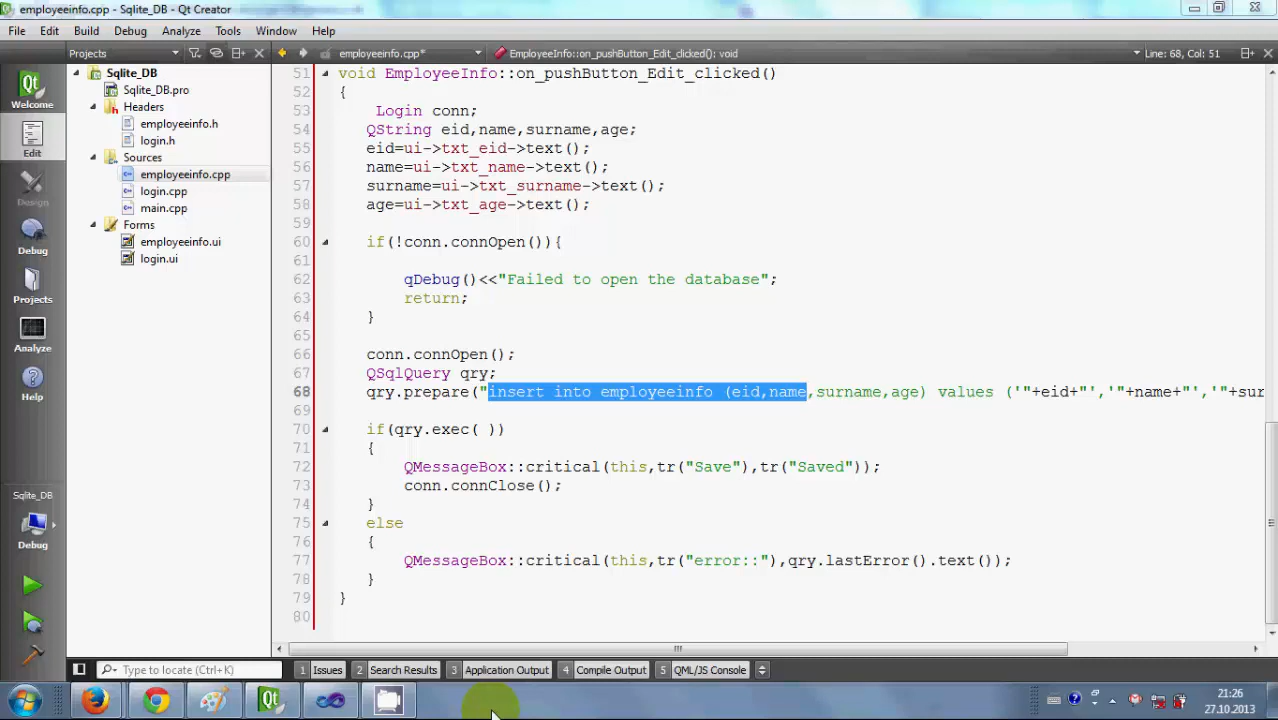 employeeinfo.cpp - Sqlite_DB - Qt Creator
File Edit Build Debug Analyze Tools Window Help
Projects
employeeinfo.cpp*
EmployeeInfo::on_pushButton_Edit_clicked(): void
Line: 68, Col: 51
Welcome
Edit
Design
Debug
Projects
Analyze
Help
Sqlite_DB
Debug
Sqlite_DB
Sqlite_DB.pro
Headers
employeeinfo.h
login.h
Sources
employeeinfo.cpp
login.cpp
main.cpp
Forms
employeeinfo.ui
login.ui
51 void EmployeeInfo::on_pushButton_Edit_clicked()
52 {
53 Login conn;
54 QString eid,name,surname,age;
55 eid=ui->txt_eid->text();
56 name=ui->txt_name->text();
57 surname=ui->txt_surname->text();
58 age=ui->txt_age->text();
59
60 if(!conn.connOpen()){
61
62 qDebug()<<"Failed to open the database";
63 return;
64 }
65
66 conn.connOpen();
67 QSqlQuery qry;
68 qry.prepare("insert into employeeinfo (eid,name,surname,age) values ('"+eid+"','"+name+"','"+sur
69
70 if(qry.exec( ))
71 {
72 QMessageBox::critical(this,tr("Save"),tr("Saved"));
73 conn.connClose();
74 }
75 else
76 {
77 QMessageBox::critical(this,tr("error::"),qry.lastError().text());
78 }
79 }
80
Type to locate (Ctrl+K)
1 Issues 2 Search Results 3 Application Output 4 Compile Output 5 QML/JS Console
21:26
27.10.2013